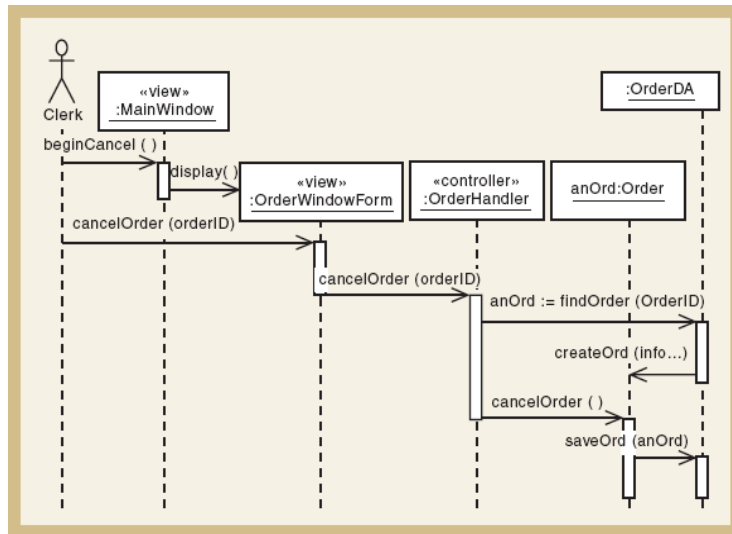 Clerk
«view»
:MainWindow
:OrderDA
beginCancel ( )
display( )
«view»
:OrderWindowForm
«controller»
:OrderHandler
anOrd:Order
cancelOrder (orderID)
cancelOrder (orderID)
anOrd := findOrder (OrderID)
createOrd (info...)
cancelOrder ( )
saveOrd (anOrd)